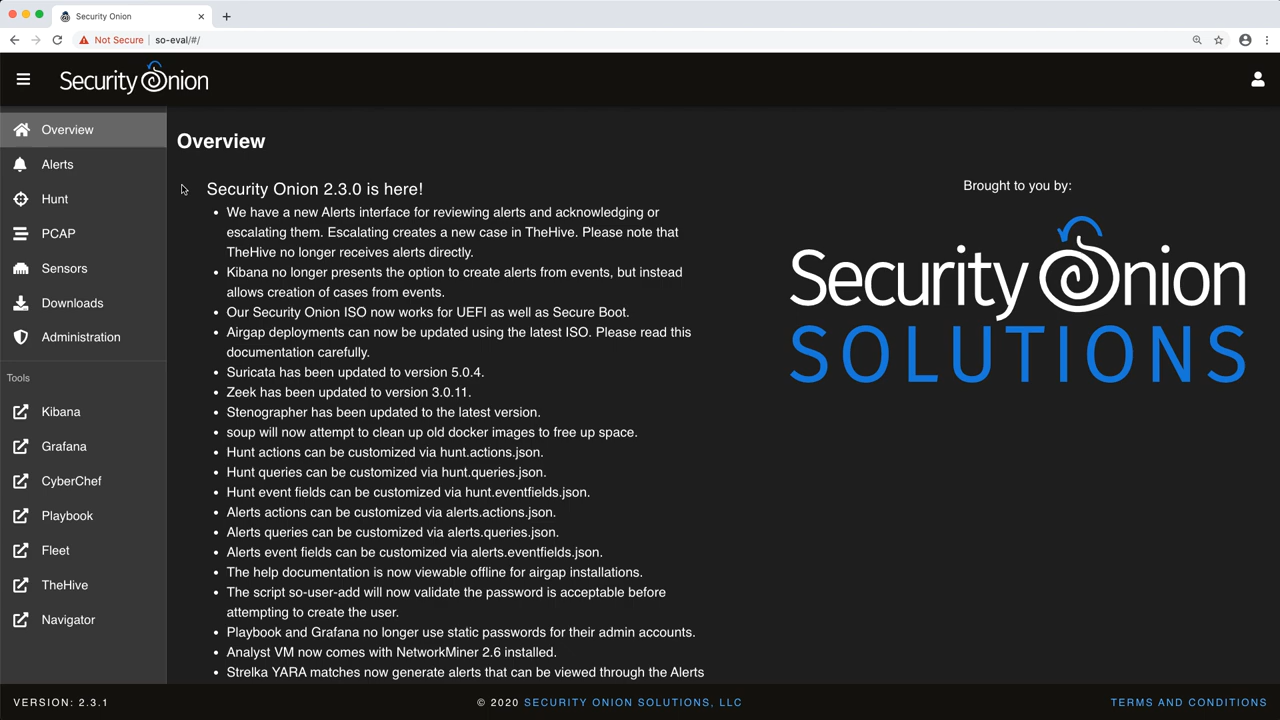 Security Onion
Not Secure
so-eval/#/
Security Onion
Overview
Alerts
Hunt
PCAP
Sensors
Downloads
Administration
Tools
Kibana
Grafana
CyberChef
Playbook
Fleet
TheHive
Navigator
Overview
Security Onion 2.3.0 is here!
• We have a new Alerts interface for reviewing alerts and acknowledging or
escalating them. Escalating creates a new case in TheHive. Please note that
TheHive no longer receives alerts directly.
• Kibana no longer presents the option to create alerts from events, but instead
allows creation of cases from events.
• Our Security Onion ISO now works for UEFI as well as Secure Boot.
• Airgap deployments can now be updated using the latest ISO. Please read this
documentation carefully.
• Suricata has been updated to version 5.0.4.
• Zeek has been updated to version 3.0.11.
• Stenographer has been updated to the latest version.
• soup will now attempt to clean up old docker images to free up space.
• Hunt actions can be customized via hunt.actions.json.
• Hunt queries can be customized via hunt.queries.json.
• Hunt event fields can be customized via hunt.eventfields.json.
• Alerts actions can be customized via alerts.actions.json.
• Alerts queries can be customized via alerts.queries.json.
• Alerts event fields can be customized via alerts.eventfields.json.
• The help documentation is now viewable offline for airgap installations.
• The script so-user-add will now validate the password is acceptable before
attempting to create the user.
• Playbook and Grafana no longer use static passwords for their admin accounts.
• Analyst VM now comes with NetworkMiner 2.6 installed.
• Strelka YARA matches now generate alerts that can be viewed through the Alerts
Brought to you by:
Security Onion
SOLUTIONS
VERSION: 2.3.1
© 2020 SECURITY ONION SOLUTIONS, LLC
TERMS AND CONDITIONS